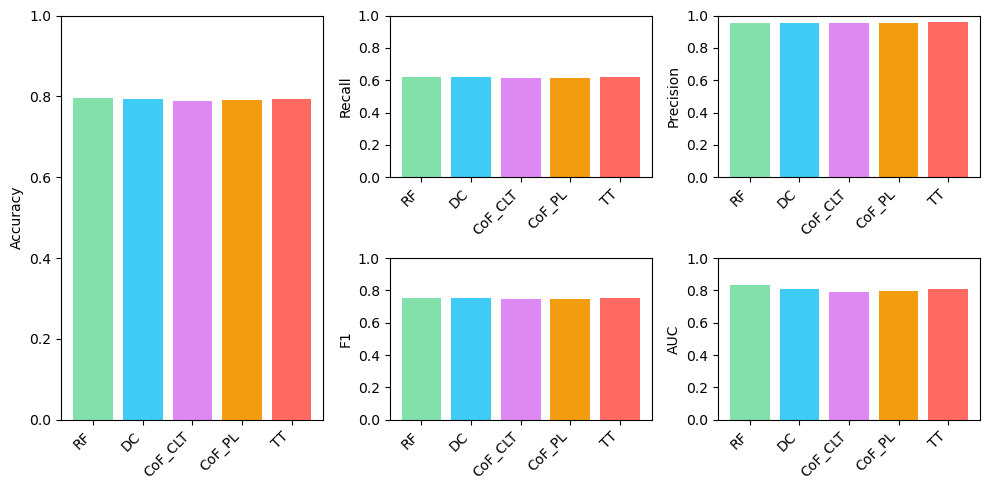 Accuracy
1.0
0.8
0.6
0.4
0.2
0.0
RF
DC
CoF_CLT
CoF_PL
TT
Recall
1.0
0.8
0.6
0.4
0.2
0.0
RF
DC
CoF_CLT
CoF_PL
TT
Precision
1.0
0.8
0.6
0.4
0.2
0.0
RF
DC
CoF_CLT
CoF_PL
TT
F1
1.0
0.8
0.6
0.4
0.2
0.0
RF
DC
CoF_CLT
CoF_PL
TT
AUC
1.0
0.8
0.6
0.4
0.2
0.0
RF
DC
CoF_CLT
CoF_PL
TT